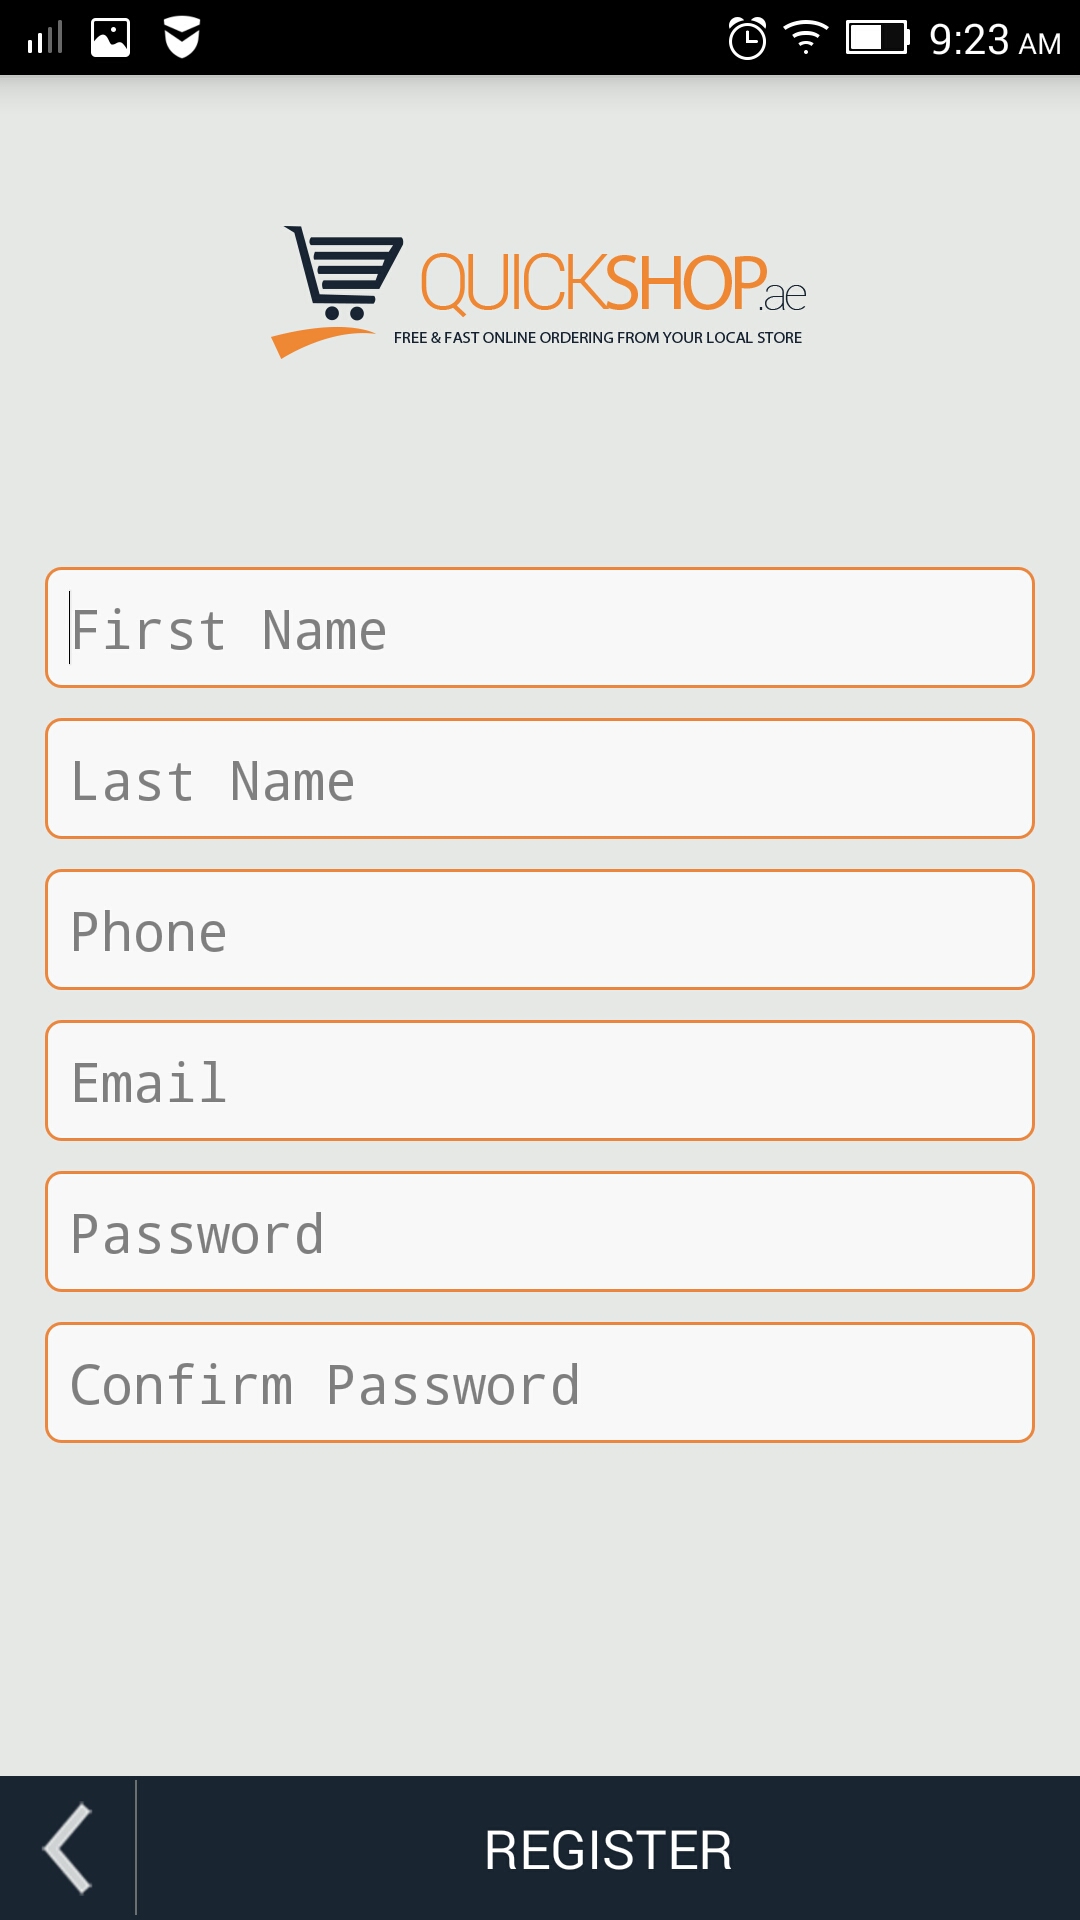 9:23 AM
QUICKSHOP.ae
FREE & FAST ONLINE ORDERING FROM YOUR LOCAL STORE
First Name
Last Name
Phone
Email
Password
Confirm Password
REGISTER